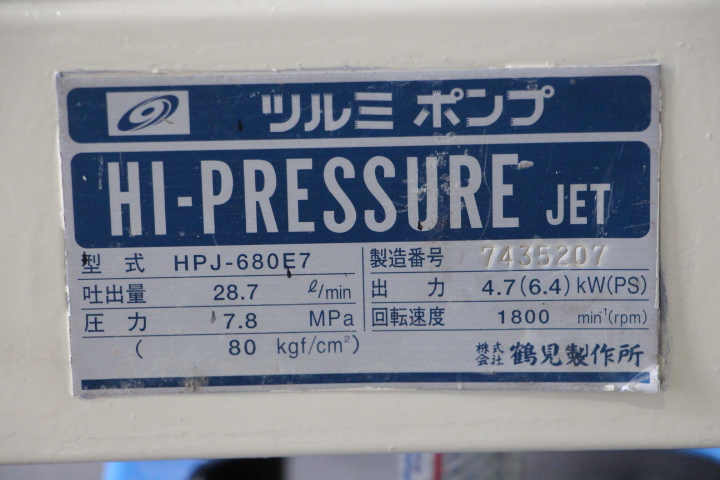 ツルミ ポンプ
HI-PRESSURE JET
型式 HPJ-680E7
製造番号 7435207
吐出量 28.7 ℓ/min
出力 4.7(6.4) kW(PS)
圧力 7.8 MPa
回転速度 1800 min⁻¹(rpm)
( 80 kgf/cm²)
株式会社 鶴見製作所